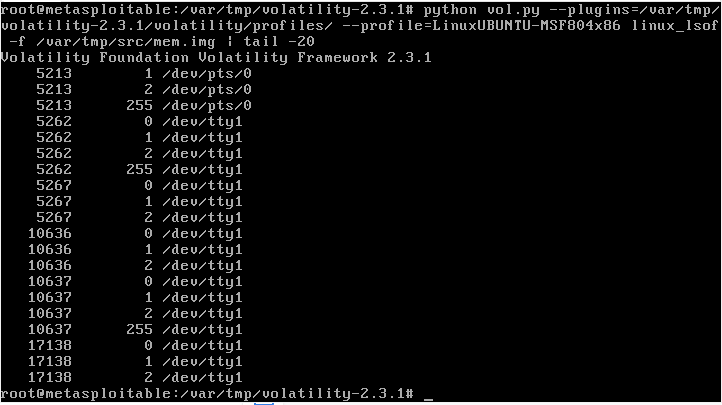 root@metasploitable:/var/tmp/volatility-2.3.1# python vol.py --plugins=/var/tmp/
volatility-2.3.1/volatility/profiles/ --profile=LinuxUBUNTU-MSF804x86 linux_lsof
 -f /var/tmp/src/mem.img | tail -20
Volatility Foundation Volatility Framework 2.3.1
    5213        1 /dev/pts/0
    5213        2 /dev/pts/0
    5213      255 /dev/pts/0
    5262        0 /dev/tty1
    5262        1 /dev/tty1
    5262        2 /dev/tty1
    5262      255 /dev/tty1
    5267        0 /dev/tty1
    5267        1 /dev/tty1
    5267        2 /dev/tty1
   10636        0 /dev/tty1
   10636        1 /dev/tty1
   10636        2 /dev/tty1
   10637        0 /dev/tty1
   10637        1 /dev/tty1
   10637        2 /dev/tty1
   10637      255 /dev/tty1
   17138        0 /dev/tty1
   17138        1 /dev/tty1
   17138        2 /dev/tty1
root@metasploitable:/var/tmp/volatility-2.3.1# _